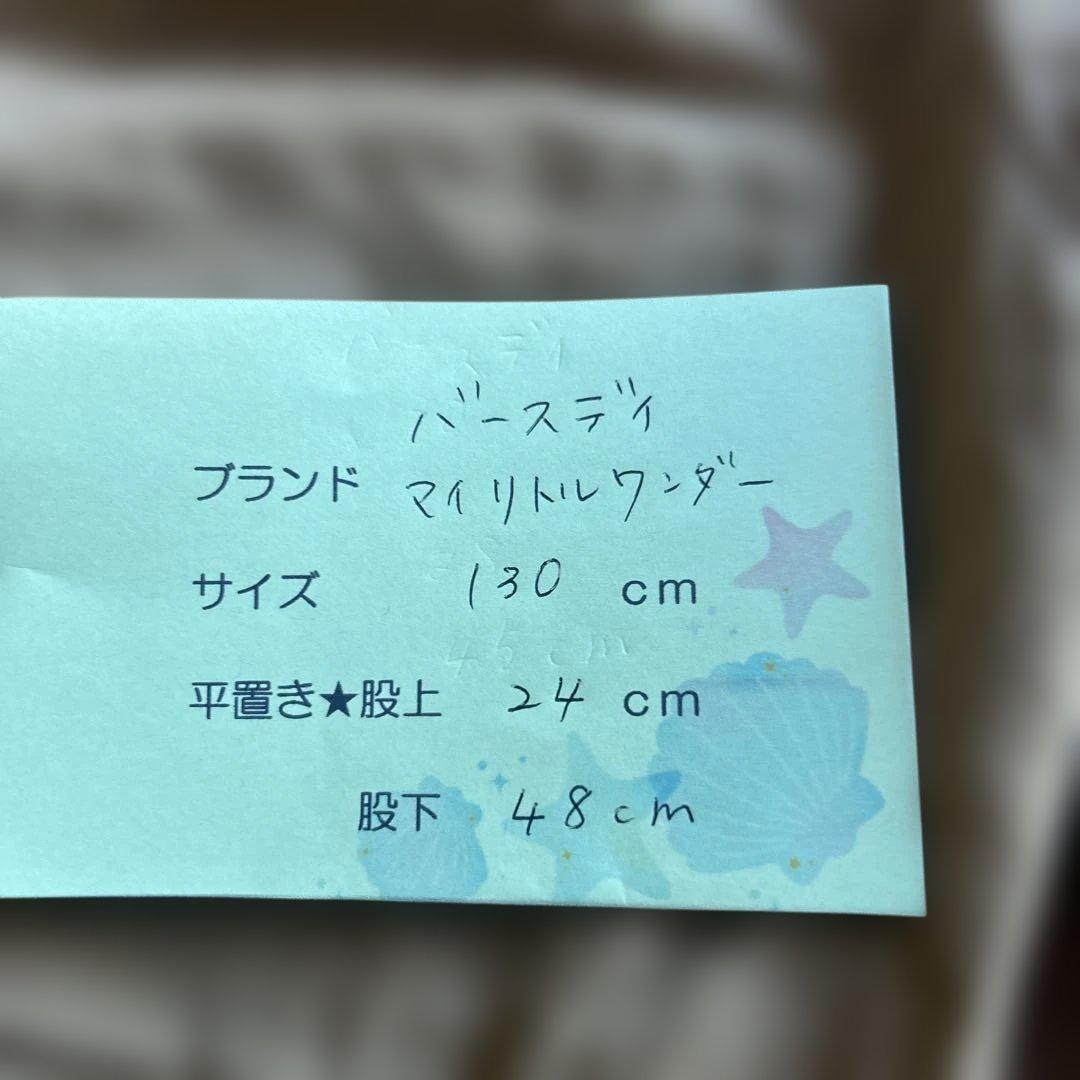 バースデイ
ブランド マイリトルワンダー
サイズ 130 cm
平置き★股上 24 cm
股下 48cm